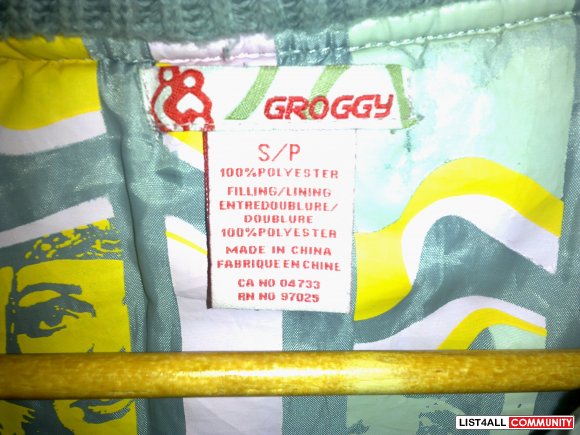 GROGGY
S/P
100%POLYESTER
FILLING/LINING
ENTREDOUBLURE/
DOUBLURE
100%POLYESTER
MADE IN CHINA
FABRIQUE EN CHINE
CA NO 04733
RN NO 97025
LIST4ALL COMMUNITY